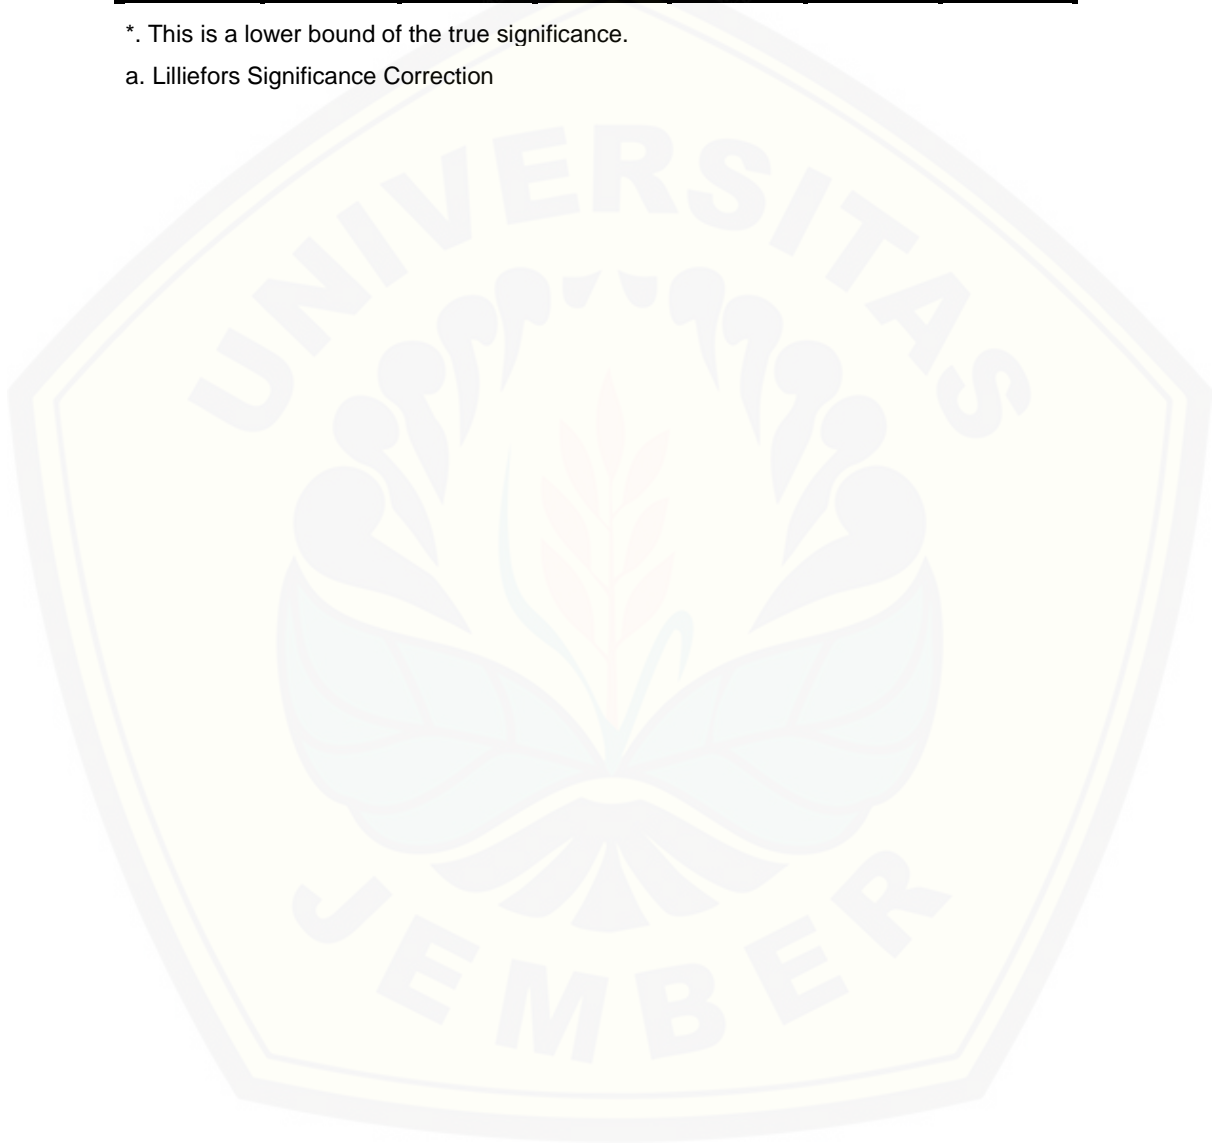 *. This is a lower bound of the true significance.
a. Lilliefors Significance Correction
UNIVERSITAS
JEMBER